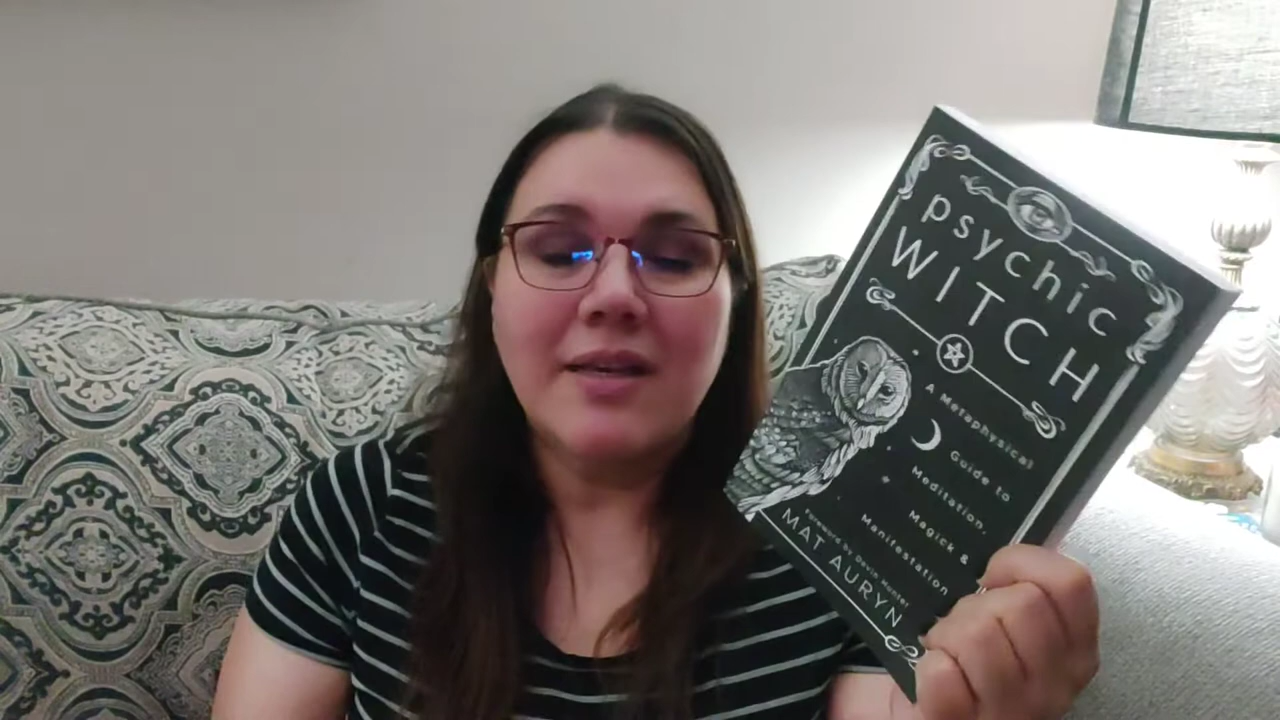 psychic
WITCH
A Metaphysical
Guide to
Meditation,
Magick &
Manifestation
Foreword by Devin Hunter
MAT AURYN